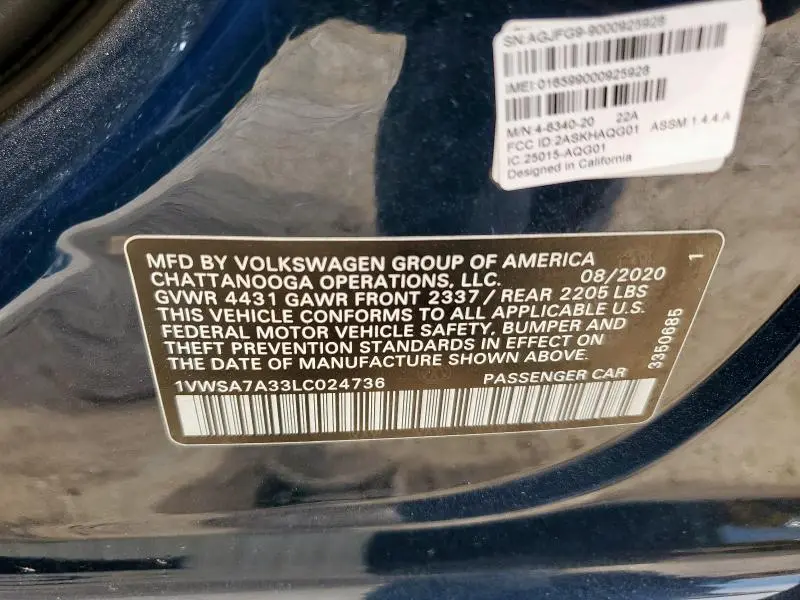 SN:AGJFG9-9000925928
IMEI:016599000925928
M/N 4-6340-20 22A
FCC ID:2ASKHAQG01 ASSM 1.4.4.A
IC:25015-AQG01
Designed in California
MFD BY VOLKSWAGEN GROUP OF AMERICA
CHATTANOOGA OPERATIONS, LLC. 08/2020
GVWR 4431 GAWR FRONT 2337 / REAR 2205 LBS
THIS VEHICLE CONFORMS TO ALL APPLICABLE U.S.
FEDERAL MOTOR VEHICLE SAFETY, BUMPER AND
THEFT PREVENTION STANDARDS IN EFFECT ON
THE DATE OF MANUFACTURE SHOWN ABOVE.
1VWSA7A33LC024736 PASSENGER CAR
1
3350685